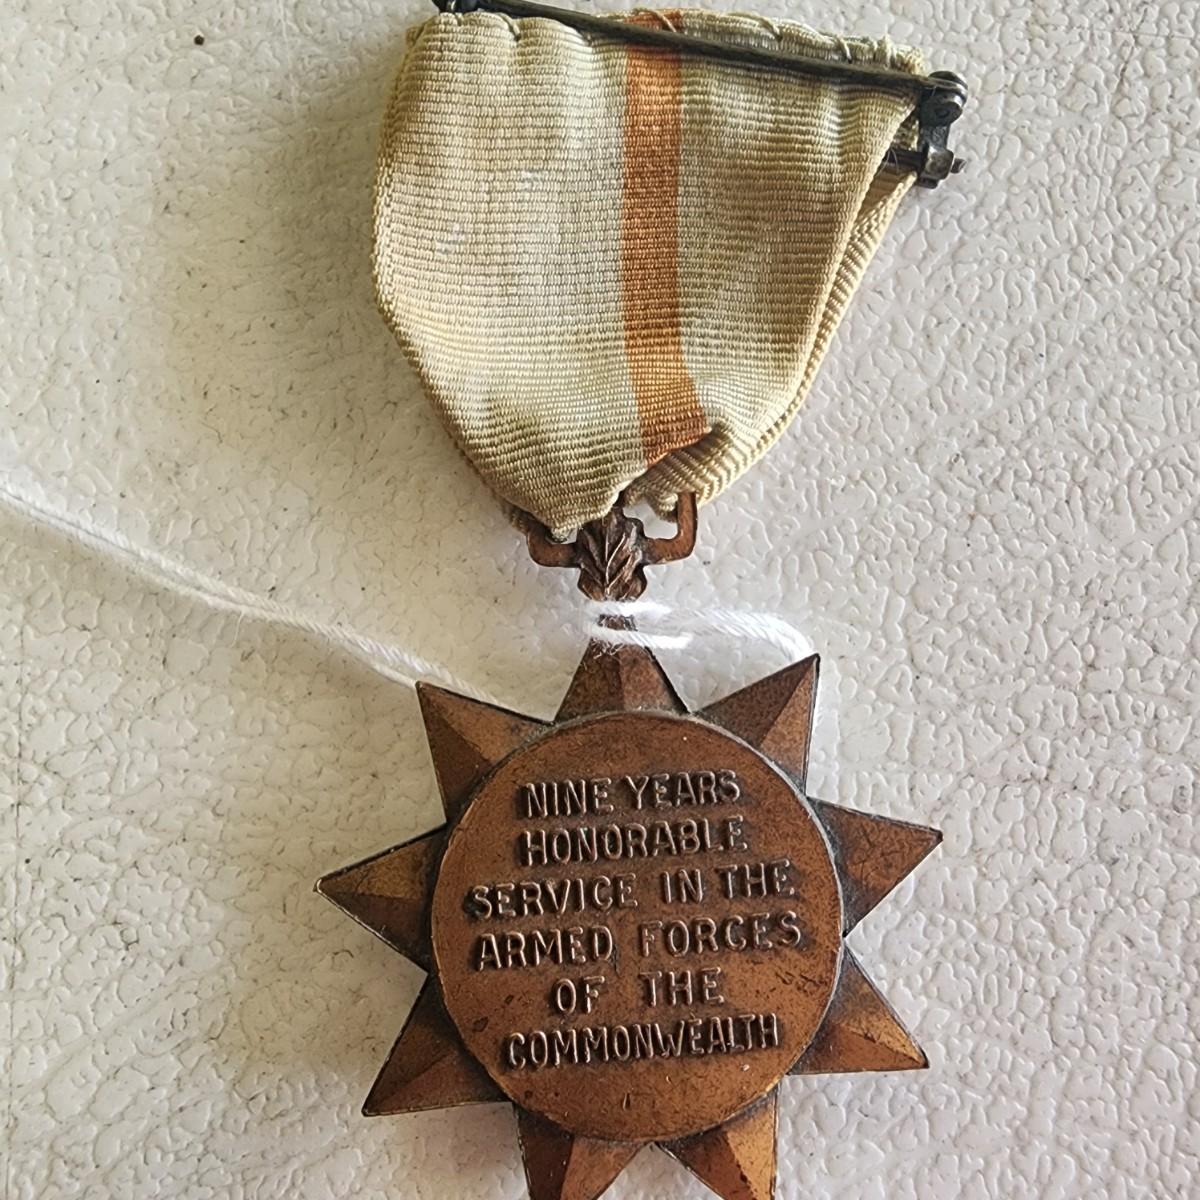 NINE YEARS
HONORABLE
SERVICE IN THE
ARMED FORCES
OF THE
COMMONWEALTH